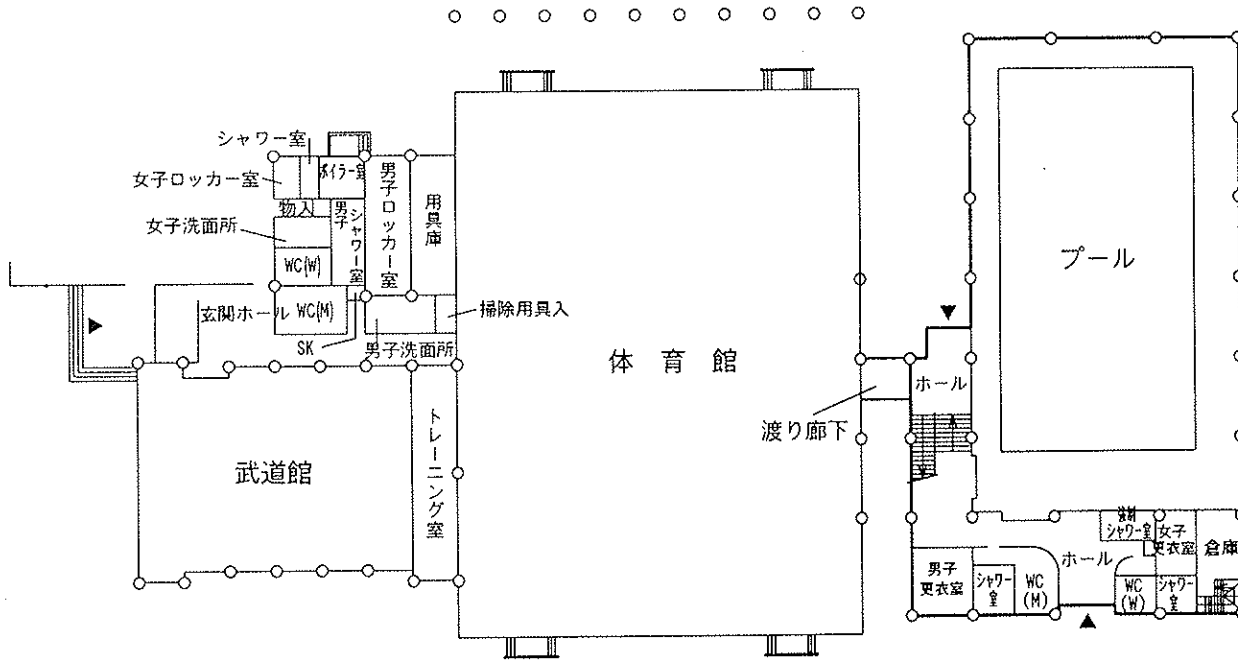 シャワー室
ボイラー室
女子ロッカー室
物入
男子シャワー室
男子ロッカー室
用具庫
女子洗面所
WC(W)
玄関ホール
WC(M)
掃除用具入
SK
男子洗面所
体育館
武道館
トレーニング室
渡り廊下
ホール
プール
強制シャワー室
女子更衣室
倉庫
ホール
男子更衣室
シャワー室
WC(M)
WC(W)
シャワー室